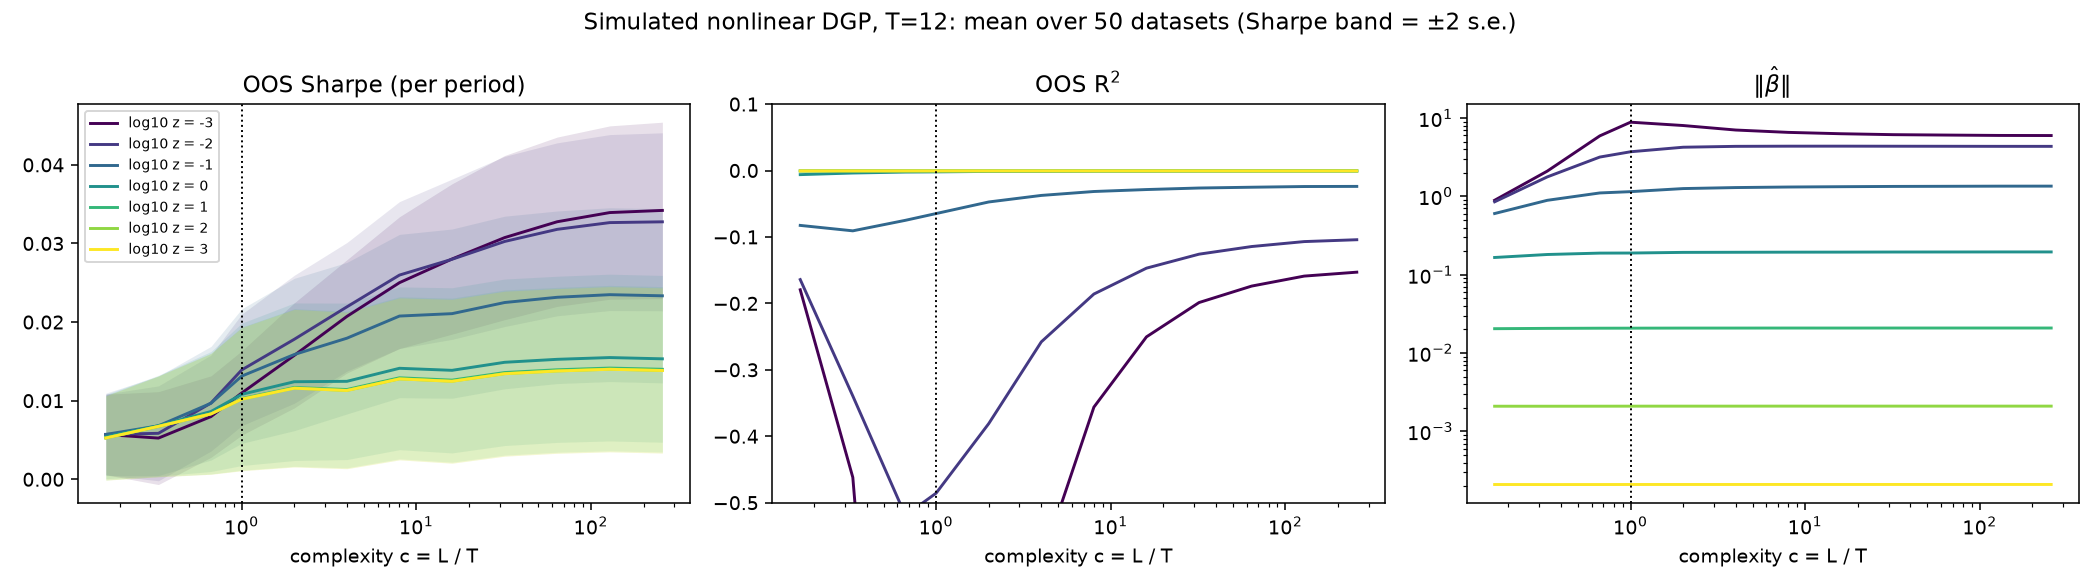 Simulated nonlinear DGP, T=12: mean over 50 datasets (Sharpe band = ±2 s.e.)
OOS Sharpe (per period)
log10 z = -3
log10 z = -2
log10 z = -1
log10 z = 0
log10 z = 1
log10 z = 2
log10 z = 3
0.04
0.03
0.02
0.01
0.00
10⁰
10¹
10²
complexity c = L / T
OOS R²
0.1
0.0
−0.1
−0.2
−0.3
−0.4
−0.5
10⁰
10¹
10²
complexity c = L / T
‖β̂‖
10¹
10⁰
10⁻¹
10⁻²
10⁻³
10⁰
10¹
10²
complexity c = L / T